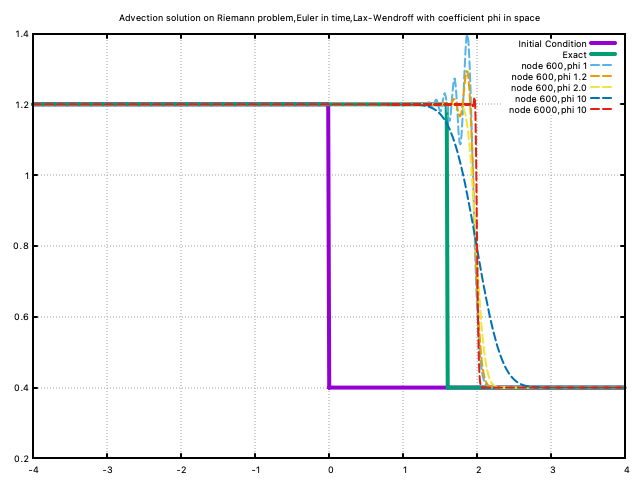 Advection solution on Riemann problem,Euler in time,Lax-Wendroff with coefficient phi in space
1.4
Initial Condition
Exact
node 600,phi 1
node 600,phi 1.2
node 600,phi 2.0
node 600,phi 10
node 6000,phi 10
1.2
1
0.8
0.6
0.4
0.2
-4 -3 -2 -1 0 1 2 3 4